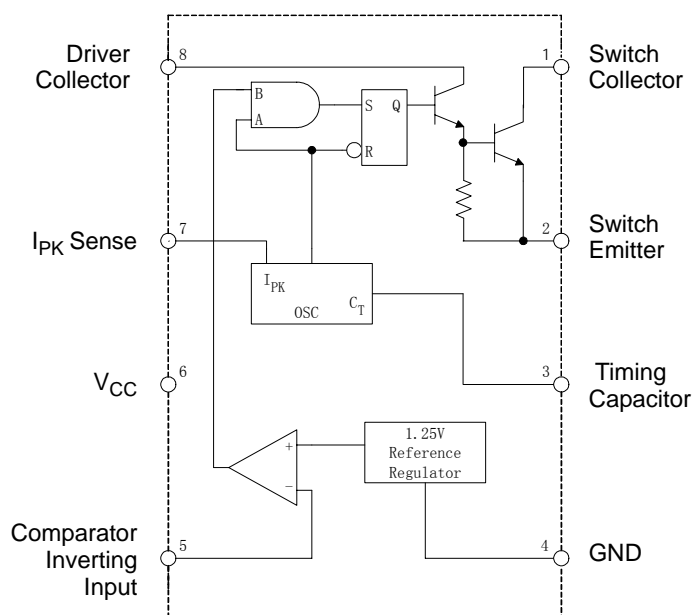 Driver
Collector
8
1
Switch
Collector
B
A
S
Q
R
IPK Sense
7
2
Switch
Emitter
IPK
CT
OSC
VCC
6
3
Timing
Capacitor
+
−
1.25V
Reference
Regulator
Comparator
Inverting
Input
5
4
GND